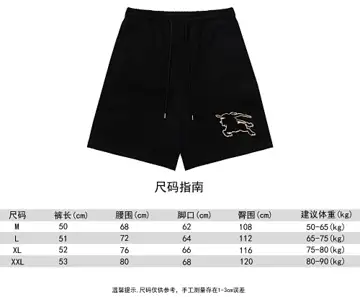 尺码指南
尺码 裤长(cm) 腰围(cm) 脚口(cm) 臀围(cm) 建议体重(kg)
M 50 68 62 108 50-65(kg)
L 51 72 64 112 65-75(kg)
XL 52 76 66 116 75-80(kg)
XXL 53 80 68 120 80-90(kg)
温馨提示.尺码仅供参考，手工测量存在1-3cm误差